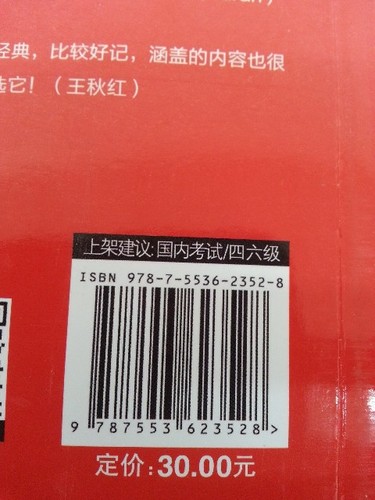 经典，比较好记，涵盖的内容也很
它！（王秋红）
上架建议:国内考试/四六级
ISBN 978-7-5536-2352-8
9 787553 623528>
定价:30.00元